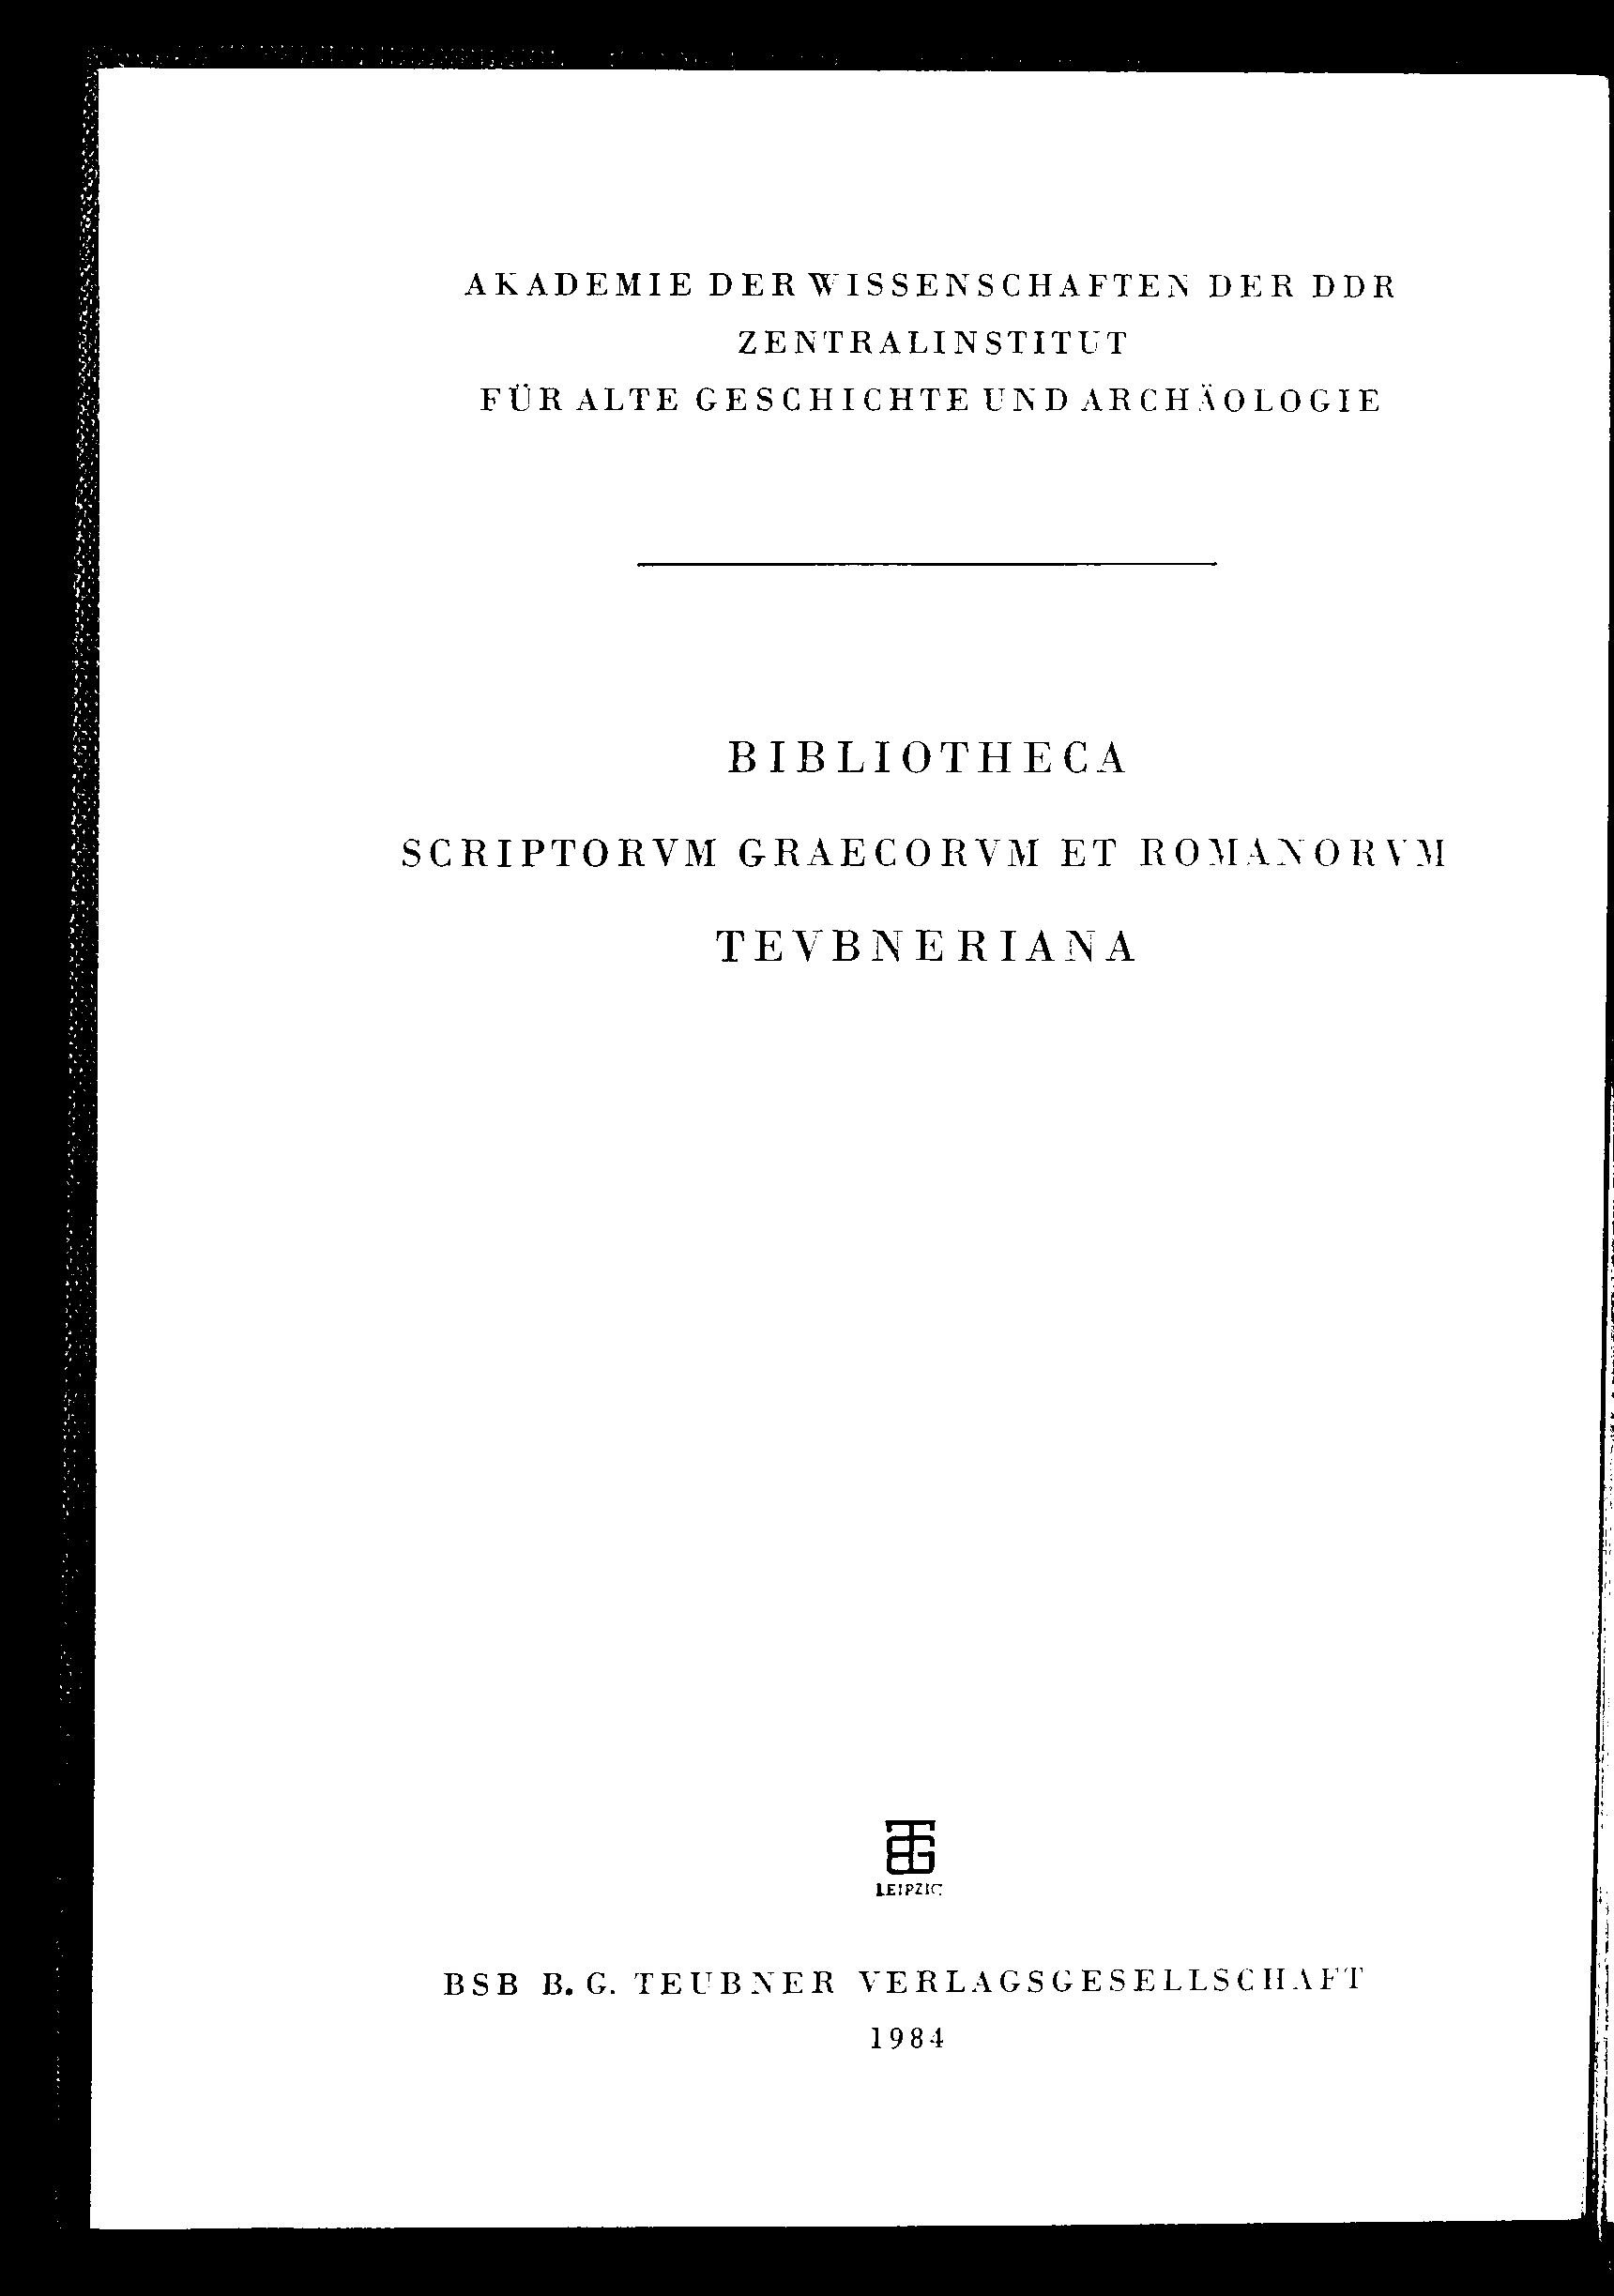 AKADEMIE DER WISSENSCHAFTEN DER DDR
ZENTRALINSTITUT
FÜR ALTE GESCHICHTE UND ARCHÄOLOGIE
BIBLIOTHECA
SCRIPTORVM GRAECORVM ET ROMANORVM
TEVBNERIANA
LEIPZIG
BSB B. G. TEUBNER VERLAGSGESELLSCHAFT
1984